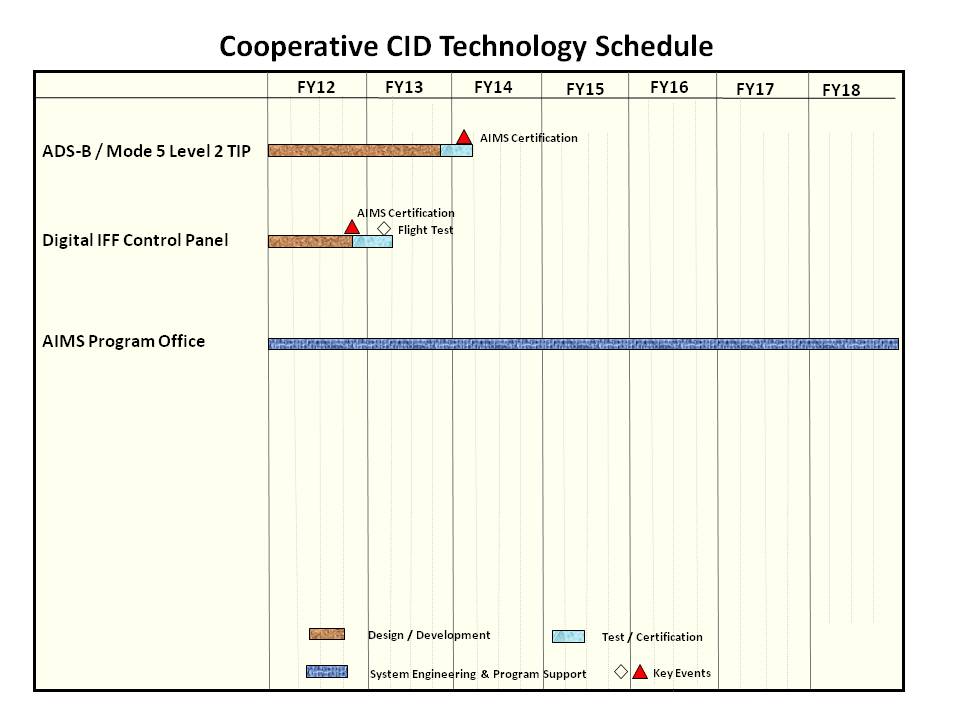 Cooperative CID Technology Schedule
FY12 FY13 FY14 FY15 FY16 FY17 FY18
AIMS Certification
ADS-B / Mode 5 Level 2 TIP
AIMS Certification
Flight Test
Digital IFF Control Panel
AIMS Program Office
Design / Development
Test / Certification
System Engineering & Program Support
Key Events